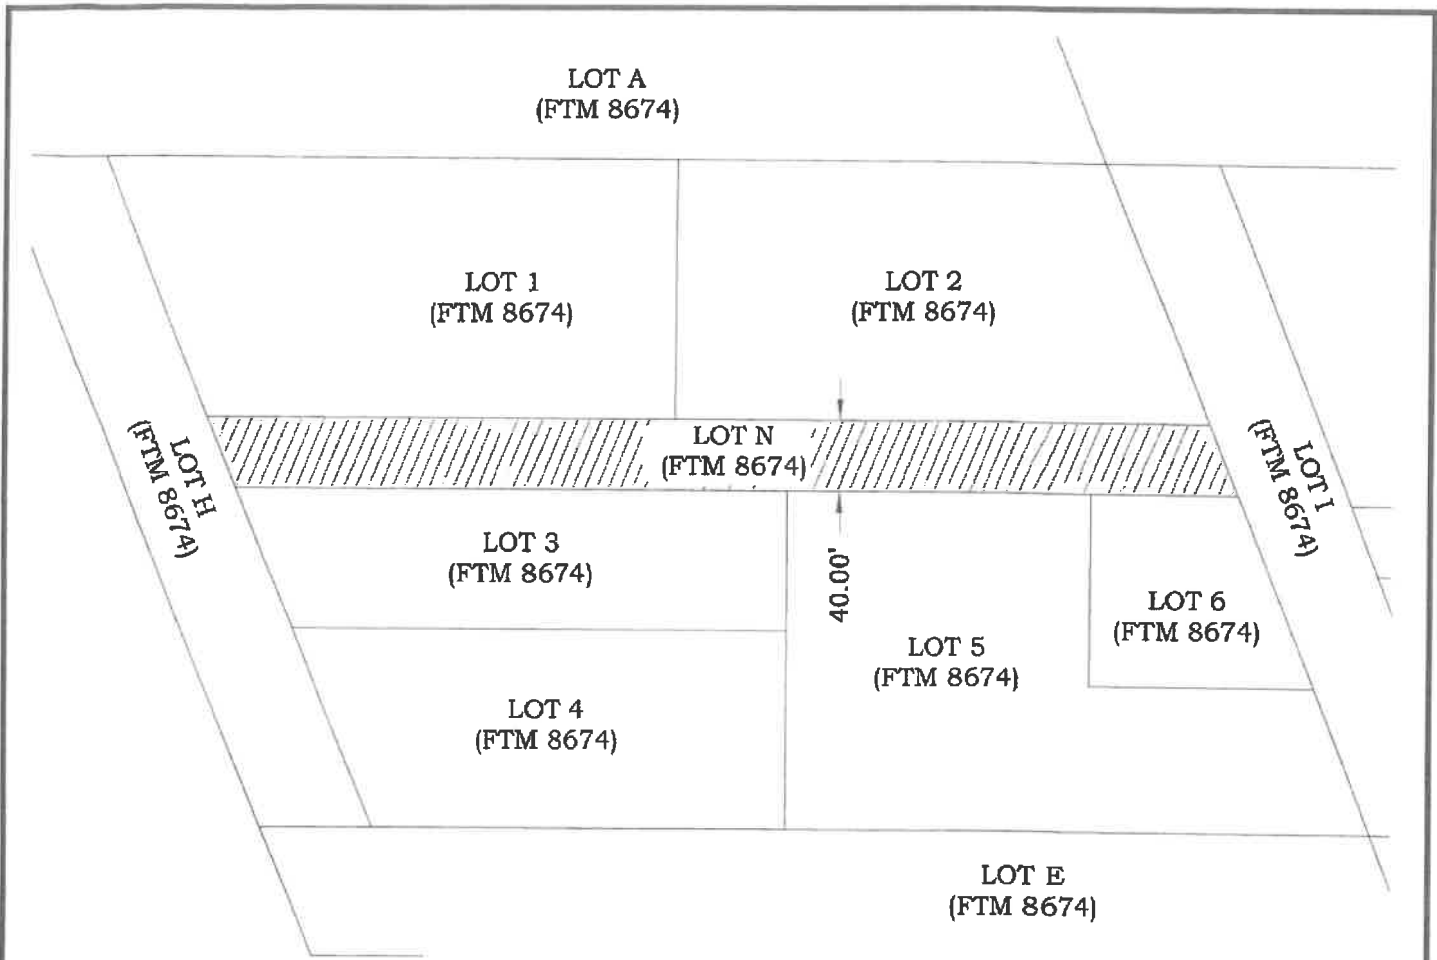 LOT A
(FTM 8674)
LOT 1
(FTM 8674)
LOT 2
(FTM 8674)
LOT H
(FTM 8674)
LOT N
(FTM 8674)
LOT I
(FTM 8674)
LOT 3
(FTM 8674)
40.00'
LOT 6
(FTM 8674)
LOT 5
(FTM 8674)
LOT 4
(FTM 8674)
LOT E
(FTM 8674)